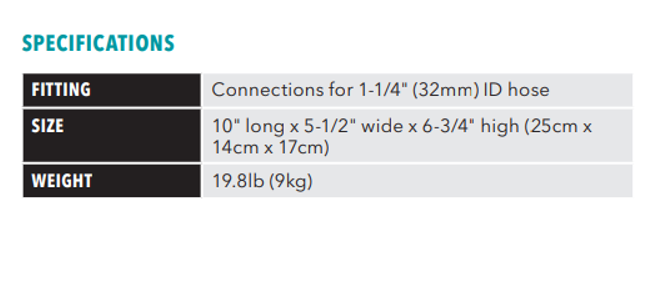 SPECIFICATIONS
FITTING
Connections for 1-1/4" (32mm) ID hose
SIZE
10" long x 5-1/2" wide x 6-3/4" high (25cm x
14cm x 17cm)
WEIGHT
19.8lb (9kg)